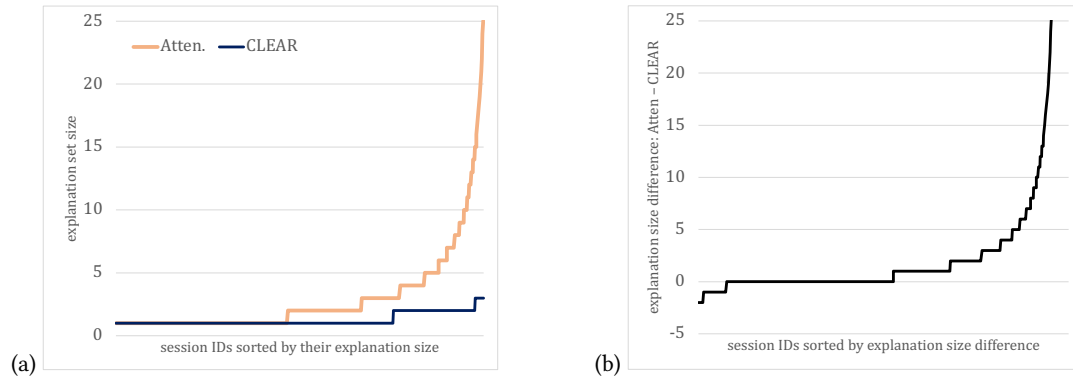 25
20
15
10
5
0
explanation set size
Atten.
CLEAR
session IDs sorted by their explanation size
(a)
25
20
15
10
5
0
-5
explanation size difference: Atten – CLEAR
session IDs sorted by explanation size difference
(b)